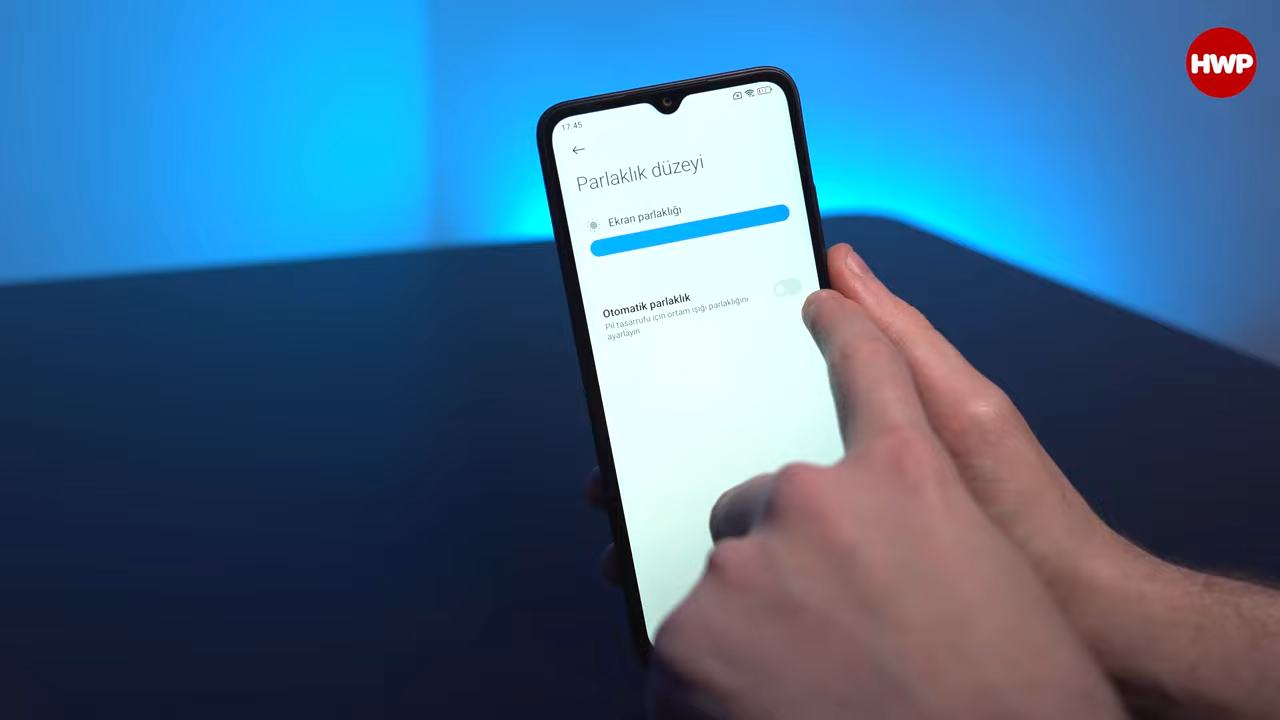 HWP
17.45
Parlaklık düzeyi
Ekran parlaklığı
Otomatik parlaklık
Pil tasarrufu için ortam ışığı parlaklığını
ayarlayın